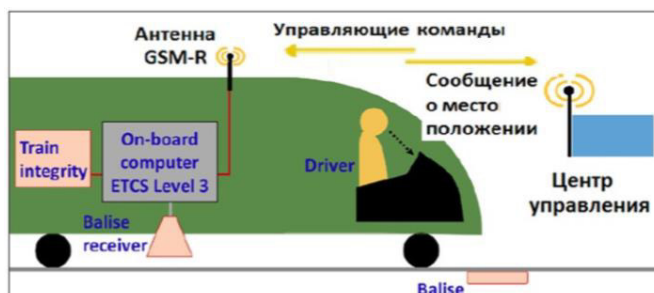 Антенна
GSM-R
Управляющие команды
Сообщение
о место
положении
Train
integrity
On-board
computer
ETCS Level 3
Driver
Balise
receiver
Центр
управления
Balise